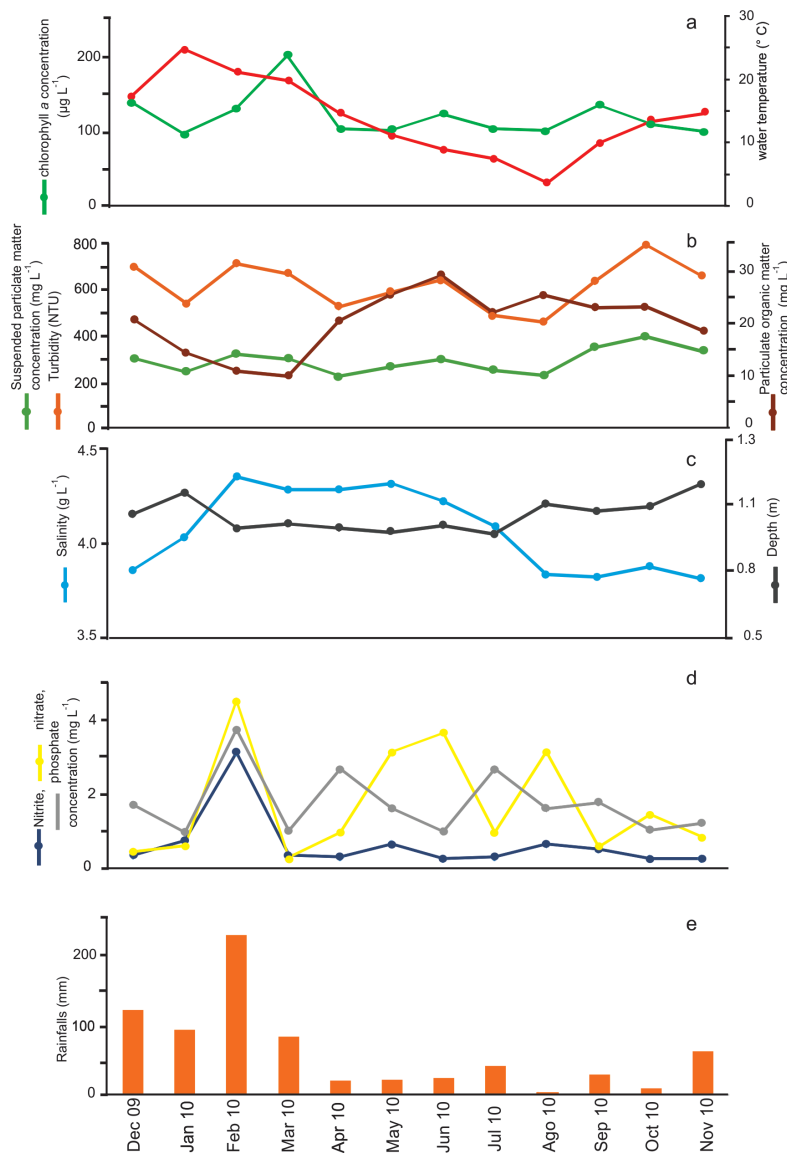 a
chlorophyll a concentration
(µg L⁻¹)
200
100
0
30
20
10
0
water temperature (° C)
b
Suspended particlate matter
concentration (mg L⁻¹)
Turbidity (NTU)
800
600
400
200
0
30
20
10
0
Particulate organic matter
concentration (mg L⁻¹)
c
Salinity (g L⁻¹)
4.5
4.0
3.5
1.3
1.1
0.8
0.5
Depth (m)
d
Nitrite, nitrate,
phosphate
concentration (mg L⁻¹)
4
2
0
e
Rainfalls (mm)
200
100
0
Dec 09
Jan 10
Feb 10
Mar 10
Apr 10
May 10
Jun 10
Jul 10
Ago 10
Sep 10
Oct 10
Nov 10